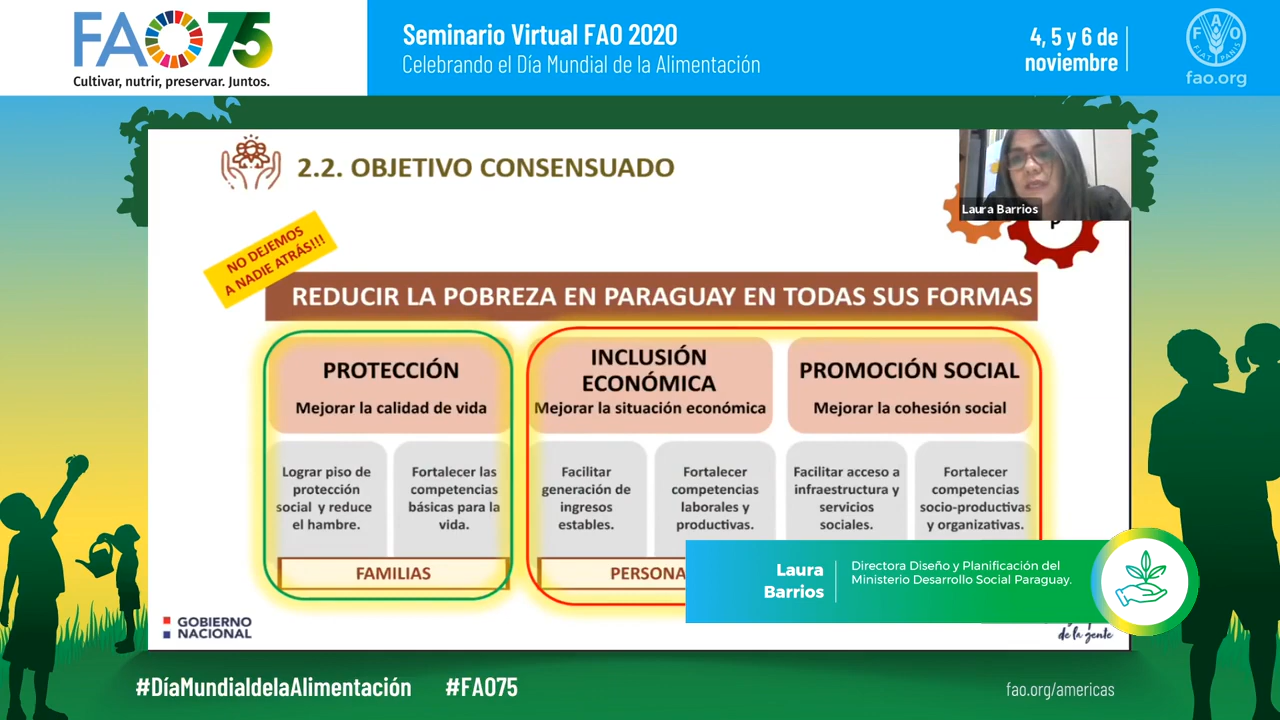 FAO75
Cultivar, nutrir, preservar. Juntos.
Seminario Virtual FAO 2020
Celebrando el Día Mundial de la Alimentación
4, 5 y 6 de
noviembre
FAO
FIAT PANIS
fao.org
2.2. OBJETIVO CONSENSUADO
Laura Barrios
P
NO DEJEMOS
A NADIE ATRÁS!!!
REDUCIR LA POBREZA EN PARAGUAY EN TODAS SUS FORMAS
PROTECCIÓN
Mejorar la calidad de vida
INCLUSIÓN
ECONÓMICA
Mejorar la situación económica
PROMOCIÓN SOCIAL
Mejorar la cohesión social
Lograr piso de
protección
social y reduce
el hambre.
Fortalecer las
competencias
básicas para la
vida.
Facilitar
generación de
ingresos
estables.
Fortalecer
competencias
laborales y
productivas.
Facilitar acceso a
infraestructura y
servicios
sociales.
Fortalecer
competencias
socio-productivas
y organizativas.
FAMILIAS
PERSONA
Laura
Barrios
Directora Diseño y Planificación del
Ministerio Desarrollo Social Paraguay.
GOBIERNO
NACIONAL
de la gente
#DíaMundialdelaAlimentación #FAO75
fao.org/americas